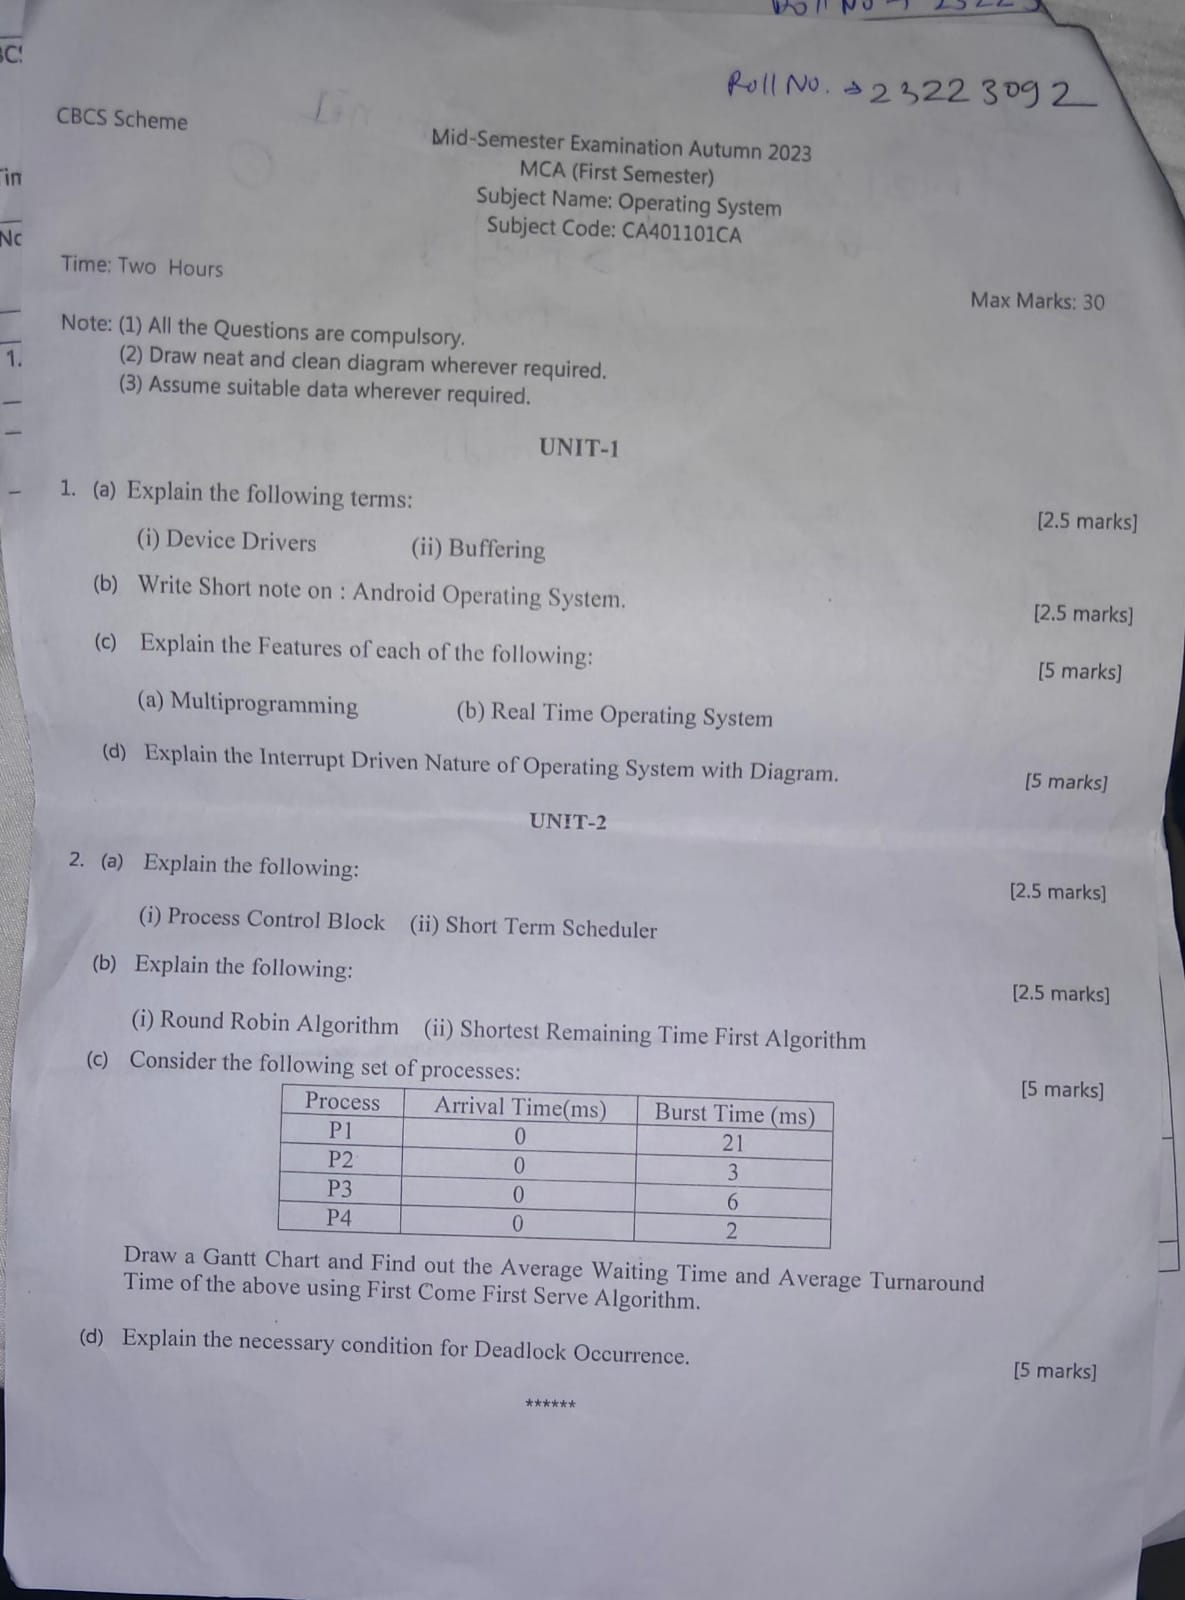 Roll No → 2322
Roll No. → 23223092
CBCS Scheme
Mid-Semester Examination Autumn 2023
MCA (First Semester)
Subject Name: Operating System
Subject Code: CA401101CA
Time: Two Hours
Max Marks: 30
Note: (1) All the Questions are compulsory.
(2) Draw neat and clean diagram wherever required.
(3) Assume suitable data wherever required.
UNIT-1
1. (a) Explain the following terms: [2.5 marks]
(i) Device Drivers (ii) Buffering
(b) Write Short note on : Android Operating System. [2.5 marks]
(c) Explain the Features of each of the following: [5 marks]
(a) Multiprogramming (b) Real Time Operating System
(d) Explain the Interrupt Driven Nature of Operating System with Diagram. [5 marks]
UNIT-2
2. (a) Explain the following: [2.5 marks]
(i) Process Control Block (ii) Short Term Scheduler
(b) Explain the following: [2.5 marks]
(i) Round Robin Algorithm (ii) Shortest Remaining Time First Algorithm
(c) Consider the following set of processes: [5 marks]
Process Arrival Time(ms) Burst Time (ms)
P1 0 21
P2 0 3
P3 0 6
P4 0 2
Draw a Gantt Chart and Find out the Average Waiting Time and Average Turnaround
Time of the above using First Come First Serve Algorithm.
(d) Explain the necessary condition for Deadlock Occurrence. [5 marks]
******